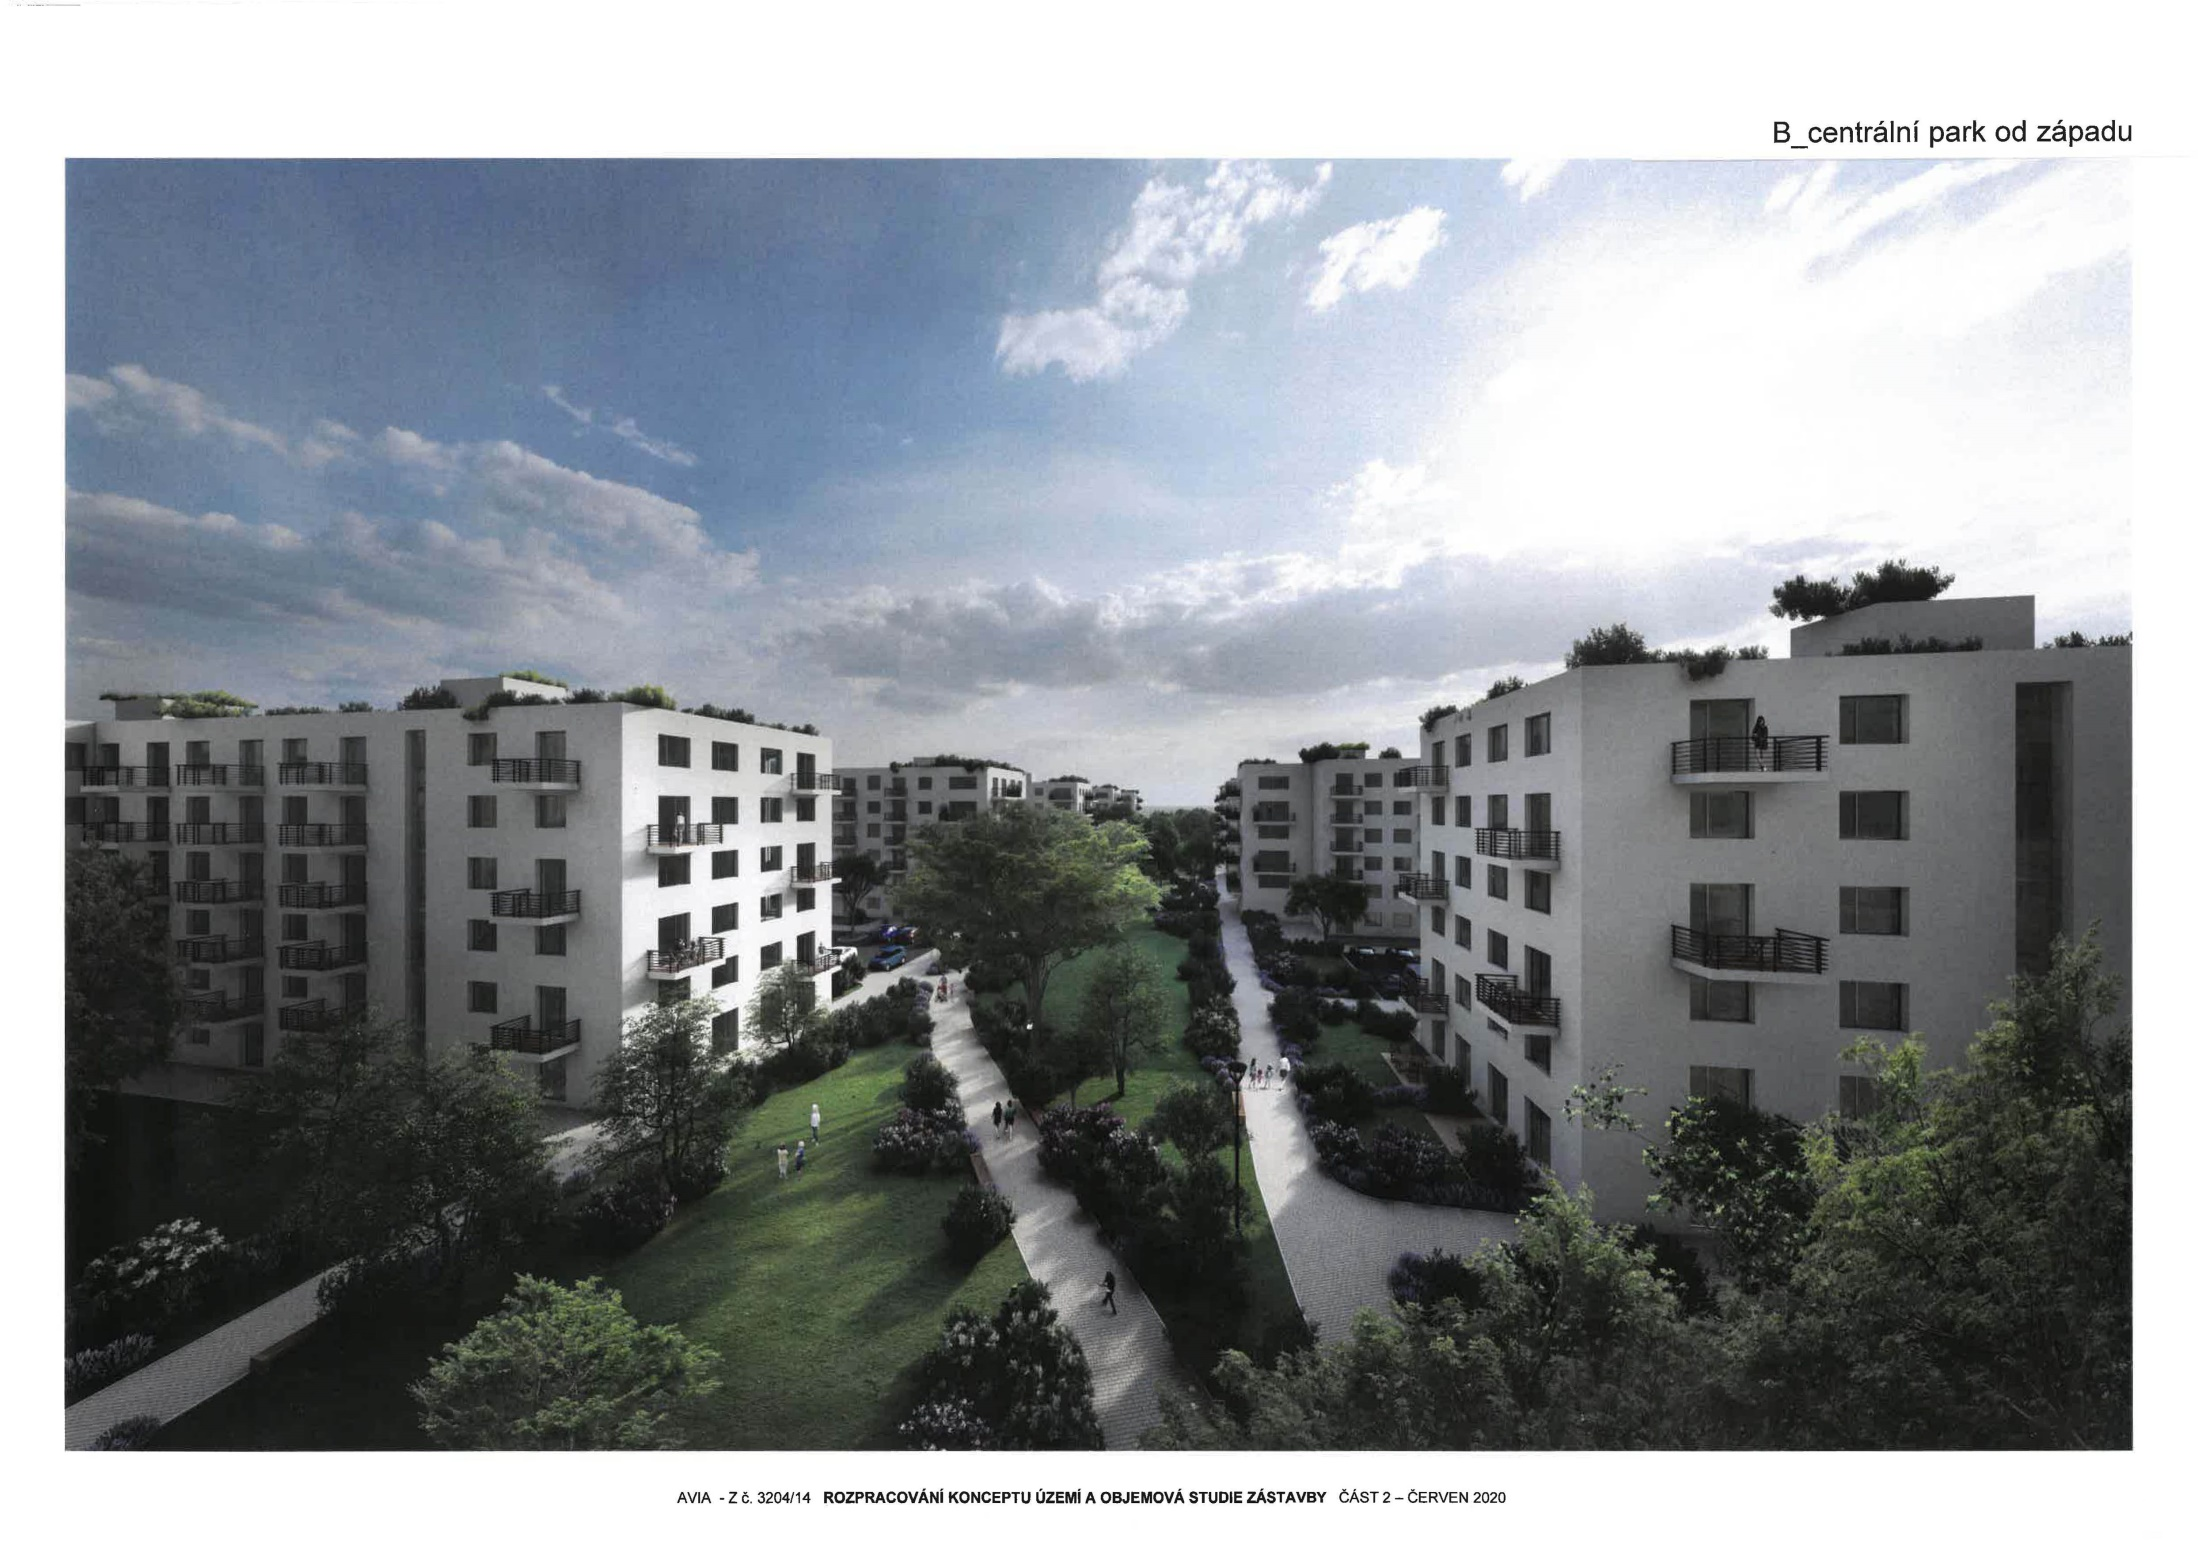 B_centrální park od západu
AVIA - Z č. 3204/14 ROZPRACOVÁNÍ KONCEPTU ÚZEMÍ A OBJEMOVÁ STUDIE ZÁSTAVBY ČÁST 2 – ČERVEN 2020